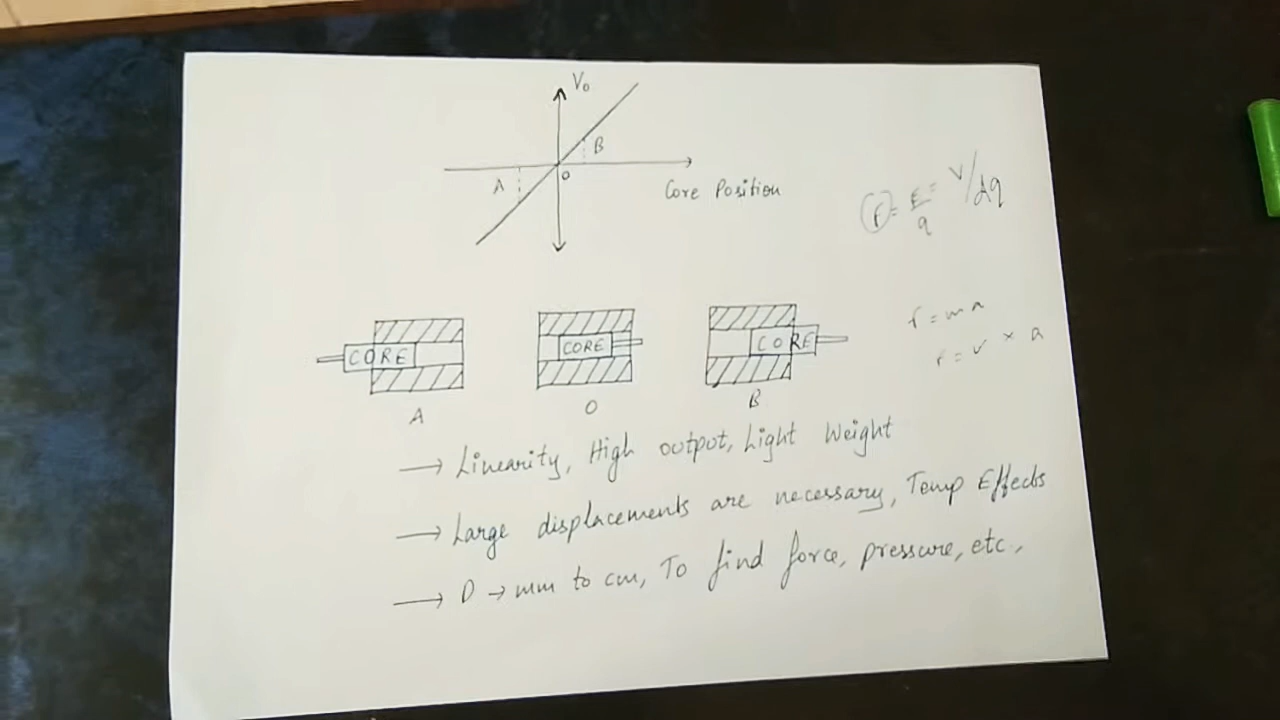 V₀
B
A
O
Core Position
F = E/q = V/dq
CORE
CORE
CORE
F = ma
F = V × a
A
O
B
→ Linearity, High output, Light Weight
→ Large displacements are necessary, Temp Effects
→ D → mm to cm, To find force, pressure, etc.,